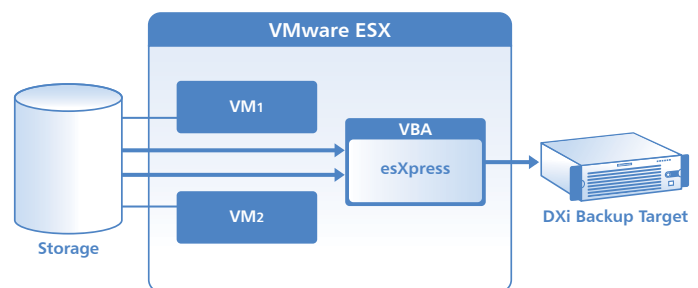 VMware ESX
VM1
VBA
esXpress
VM2
Storage
DXi Backup Target